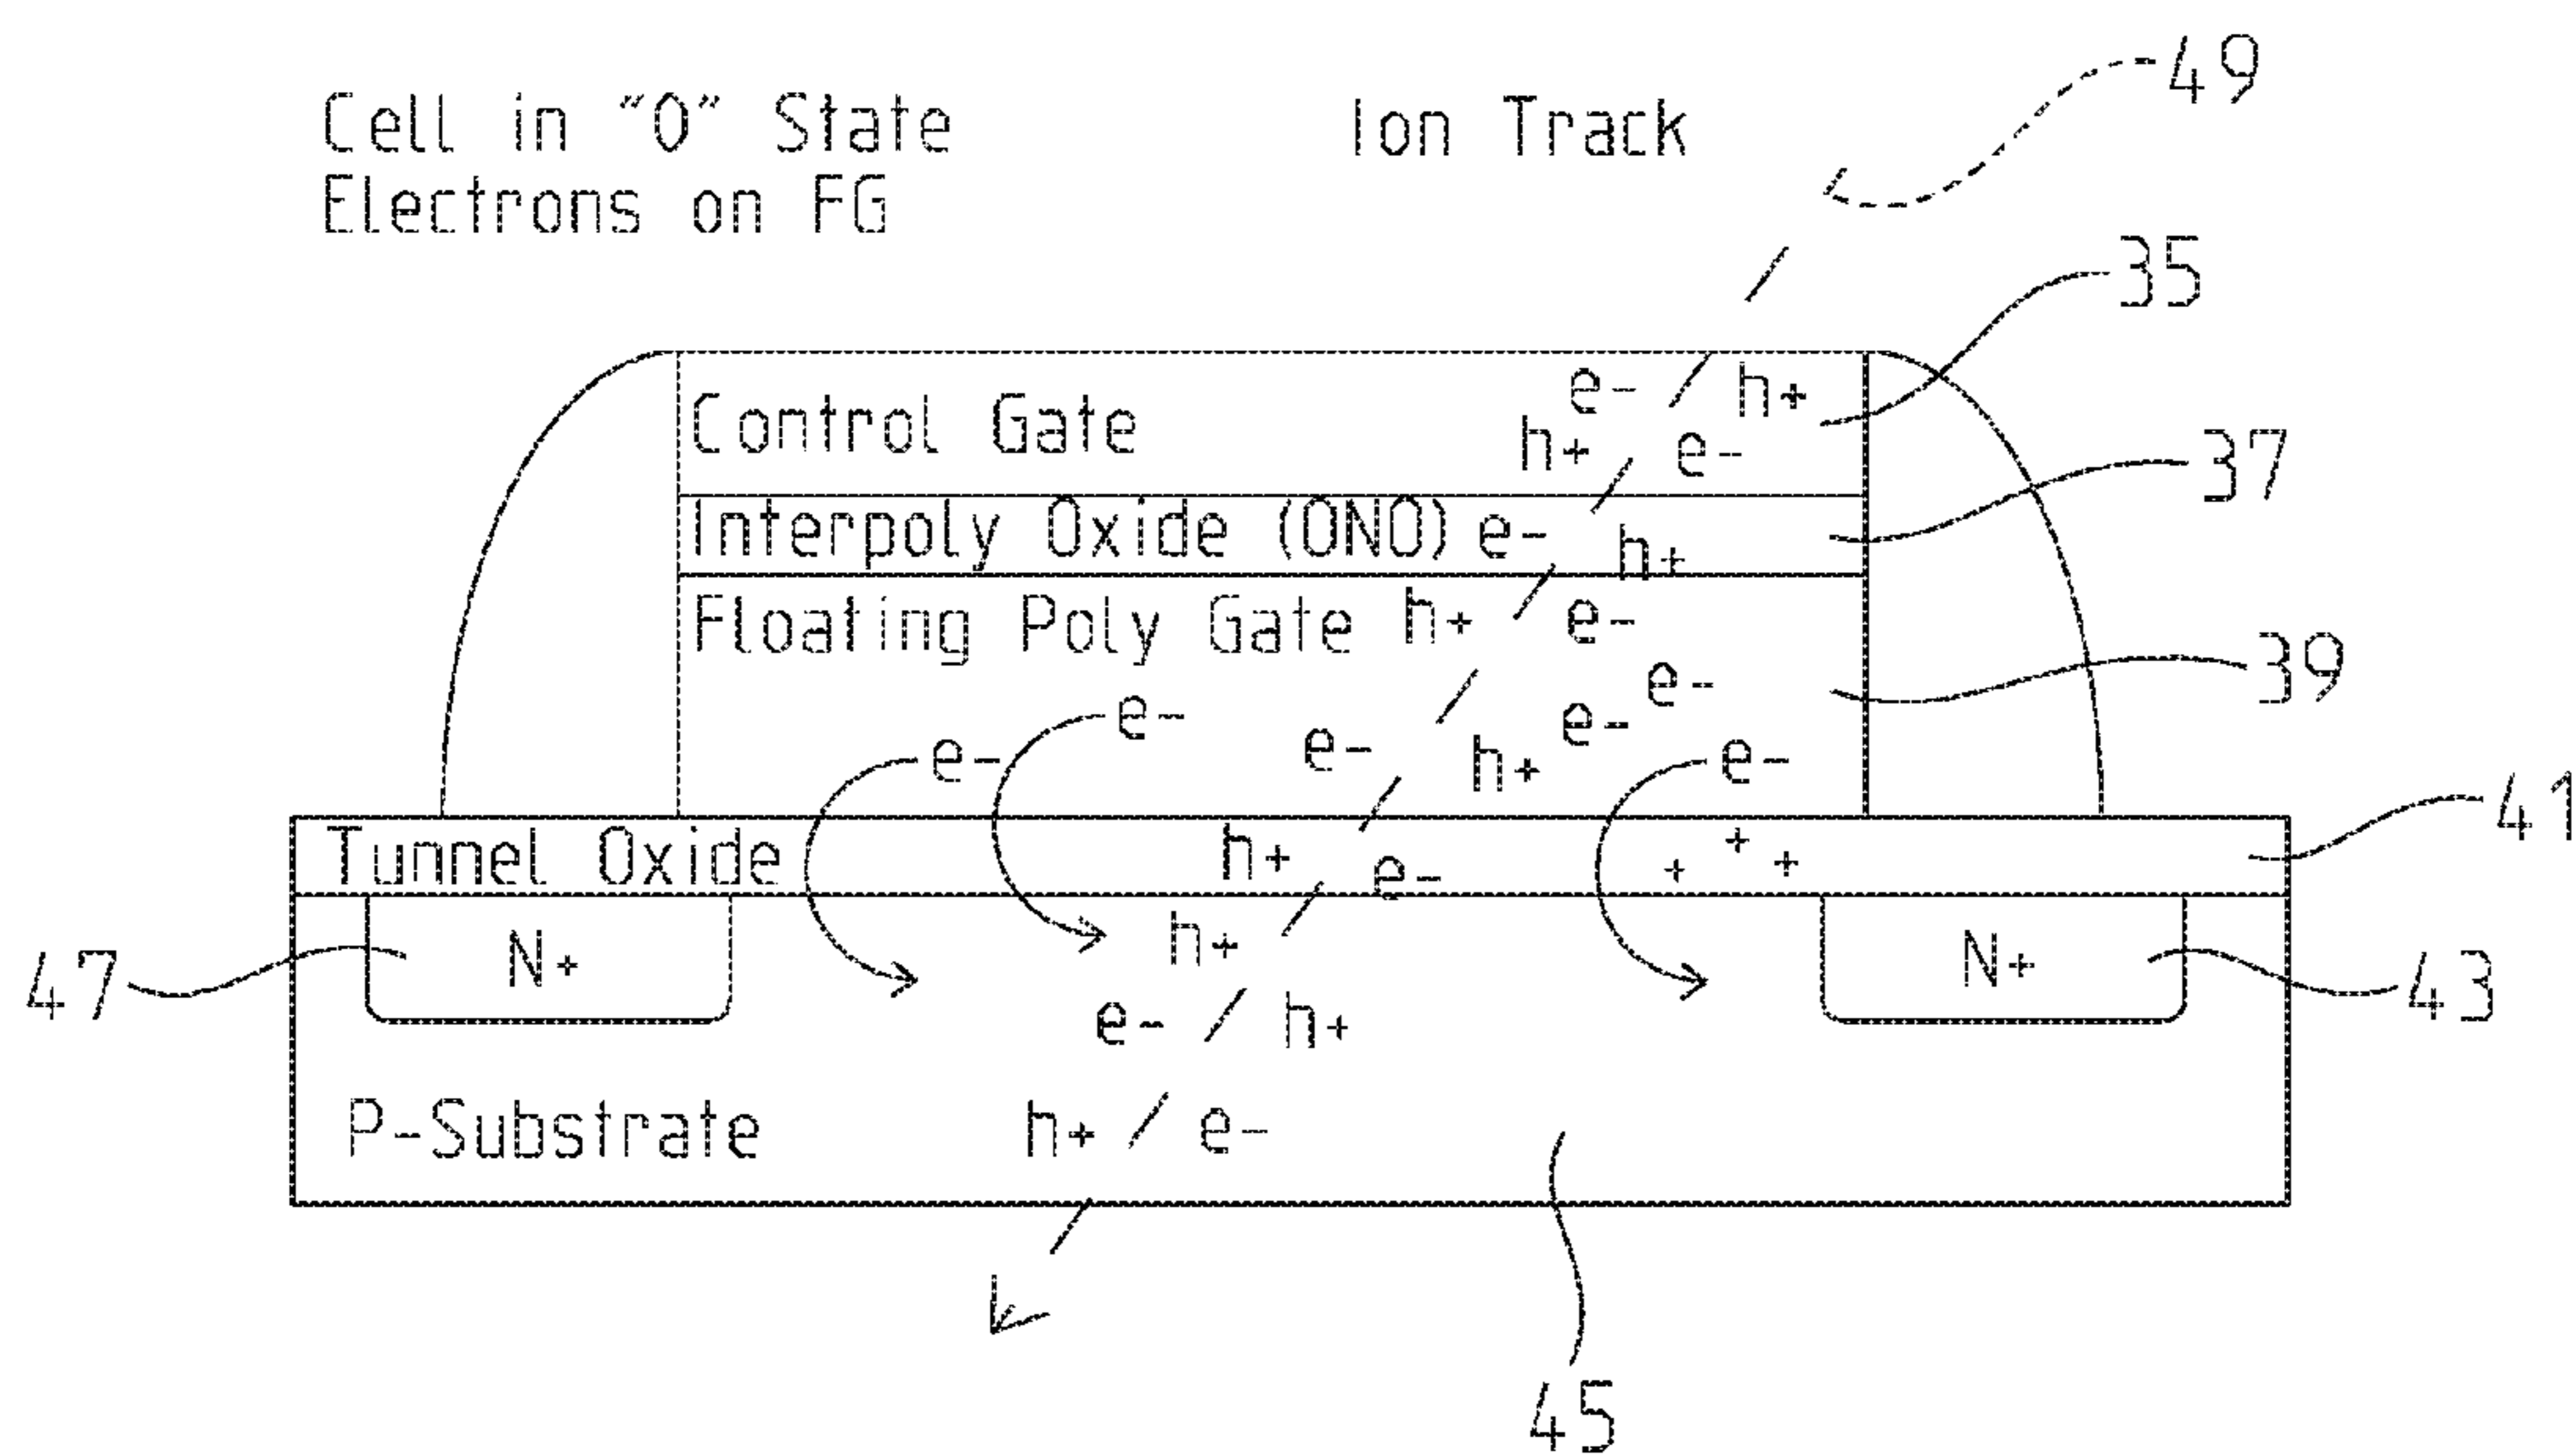 Cell in "0" State
Electrons on FG
Ion Track
49
35
e- h+
Control Gate h+ e-
37
Interpoly Oxide (ONO) e- h+
Floating Poly Gate h+ e-
39
e-
e- e-
e- e- h+ e-
41
Tunnel Oxide h+ e- + + +
47 N+ h+ N+ 43
e- h+
P-Substrate h+ e-
45